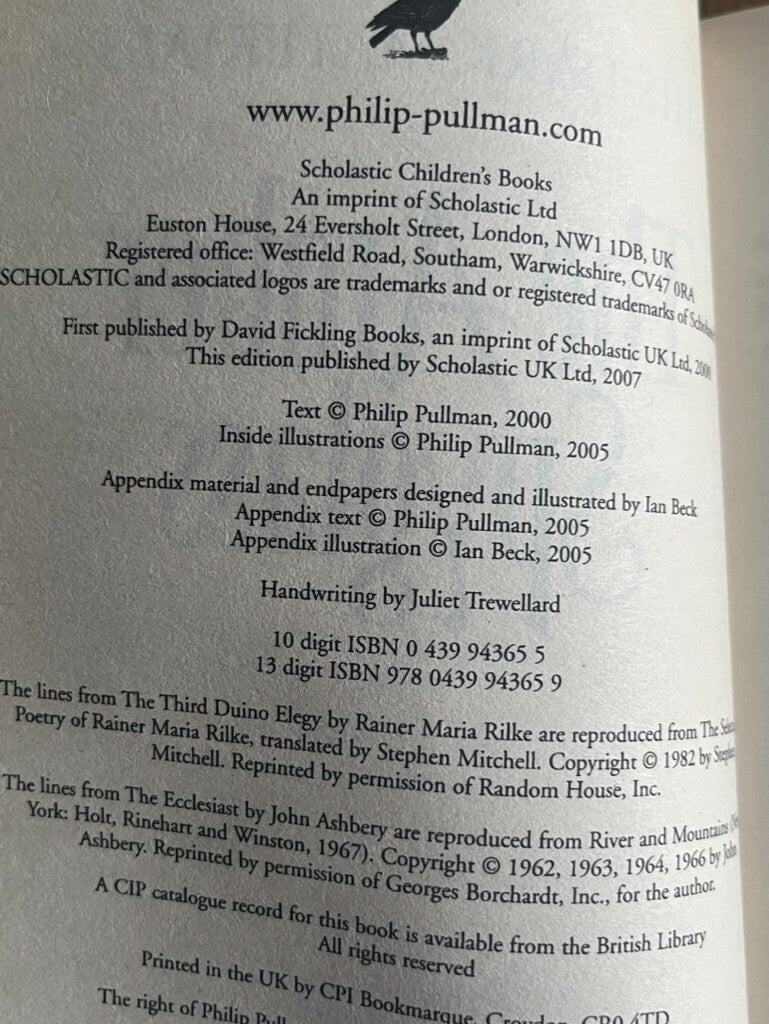 www.philip-pullman.com
Scholastic Children's Books
An imprint of Scholastic Ltd
Euston House, 24 Eversholt Street, London, NW1 1DB, UK
Registered office: Westfield Road, Southam, Warwickshire, CV47 0RA
SCHOLASTIC and associated logos are trademarks and or registered trademarks of
First published by David Fickling Books, an imprint of Scholastic UK Ltd, 2000
This edition published by Scholastic UK Ltd, 2007
Text © Philip Pullman, 2000
Inside illustrations © Philip Pullman, 2005
Appendix material and endpapers designed and illustrated by Ian Beck
Appendix text © Philip Pullman, 2005
Appendix illustration © Ian Beck, 2005
Handwriting by Juliet Trewellard
10 digit ISBN 0 439 94365 5
13 digit ISBN 978 0439 94365 9
The lines from The Third Duino Elegy by Rainer Maria Rilke are reproduced from The
Poetry of Rainer Maria Rilke, translated by Stephen Mitchell. Copyright © 1982 by
Mitchell. Reprinted by permission of Random House, Inc.
The lines from The Ecclesiast by John Ashbery are reproduced from River and Mountains
York: Holt, Rinehart and Winston, 1967). Copyright © 1962, 1963, 1964, 1966 by John
Ashbery. Reprinted by permission of Georges Borchardt, Inc., for the author.
A CIP catalogue record for this book is available from the British Library
All rights reserved
Printed in the UK by CPI Bookmarque, Croydon, CR0 4TD
The right of Philip